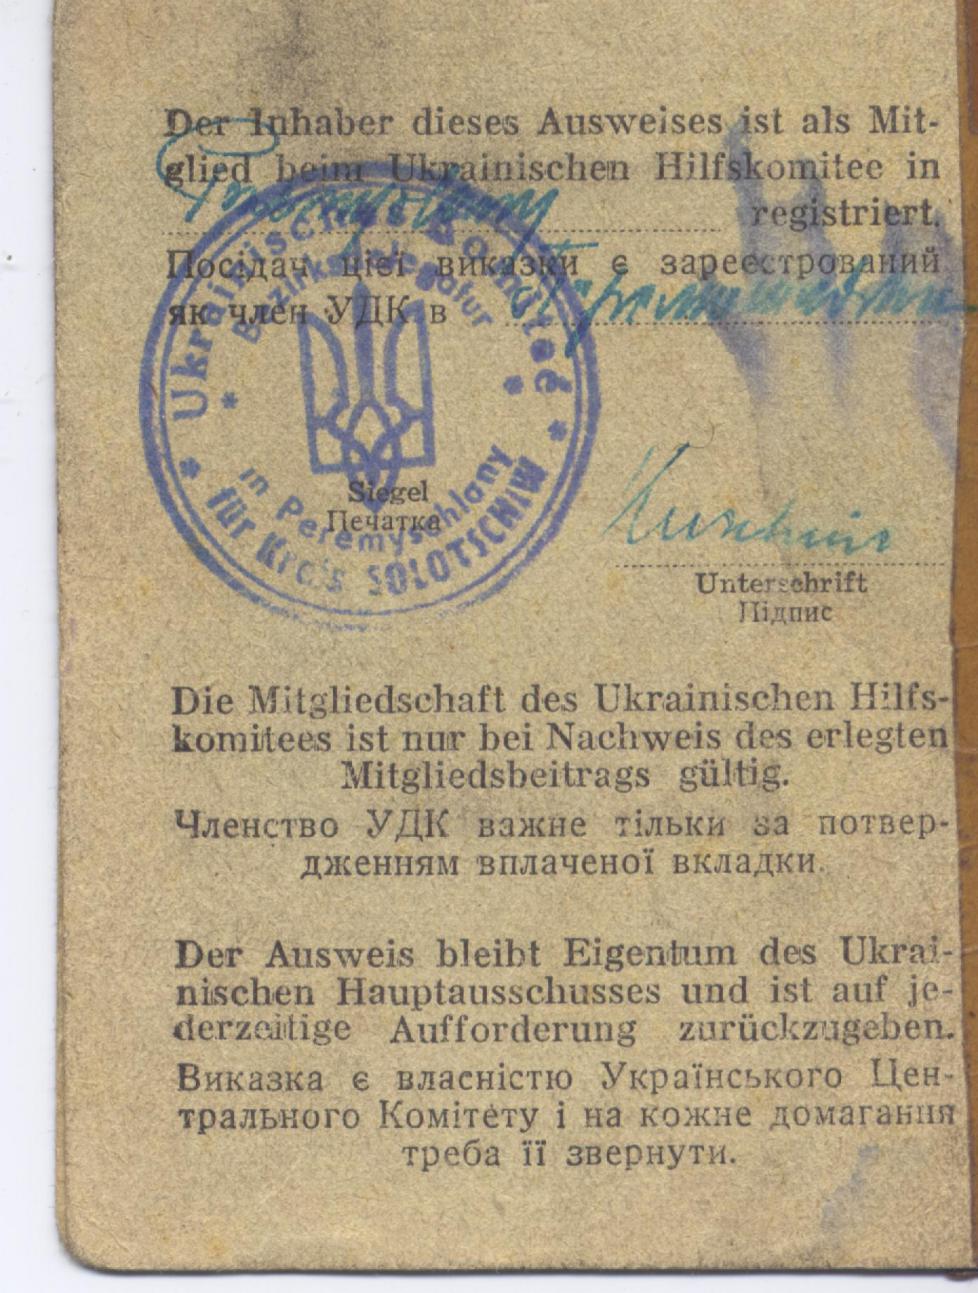 Der Inhaber dieses Ausweises ist als Mit-
glied beim Ukrainischen Hilfskomitee in
registriert.
Посідач цієї виказки є зареєстрований
як член УДК в
Ukrainisches Komitee
Bezirksdelegatur
in Peremyschlany
für Kreis SOLOTSCHIW
Siegel
Печатка
Unterschrift
Підпис
Die Mitgliedschaft des Ukrainischen Hilfs-
komitees ist nur bei Nachweis des erlegten
Mitgliedsbeitrags gültig.
Членство УДК важне тільки за потвер-
дженням вплаченої вкладки.
Der Ausweis bleibt Eigentum des Ukrai-
nischen Hauptausschusses und ist auf je-
derzeitige Aufforderung zurückzugeben.
Виказка є власністю Українського Цен-
трального Комітету і на кожне домагання
треба її звернути.